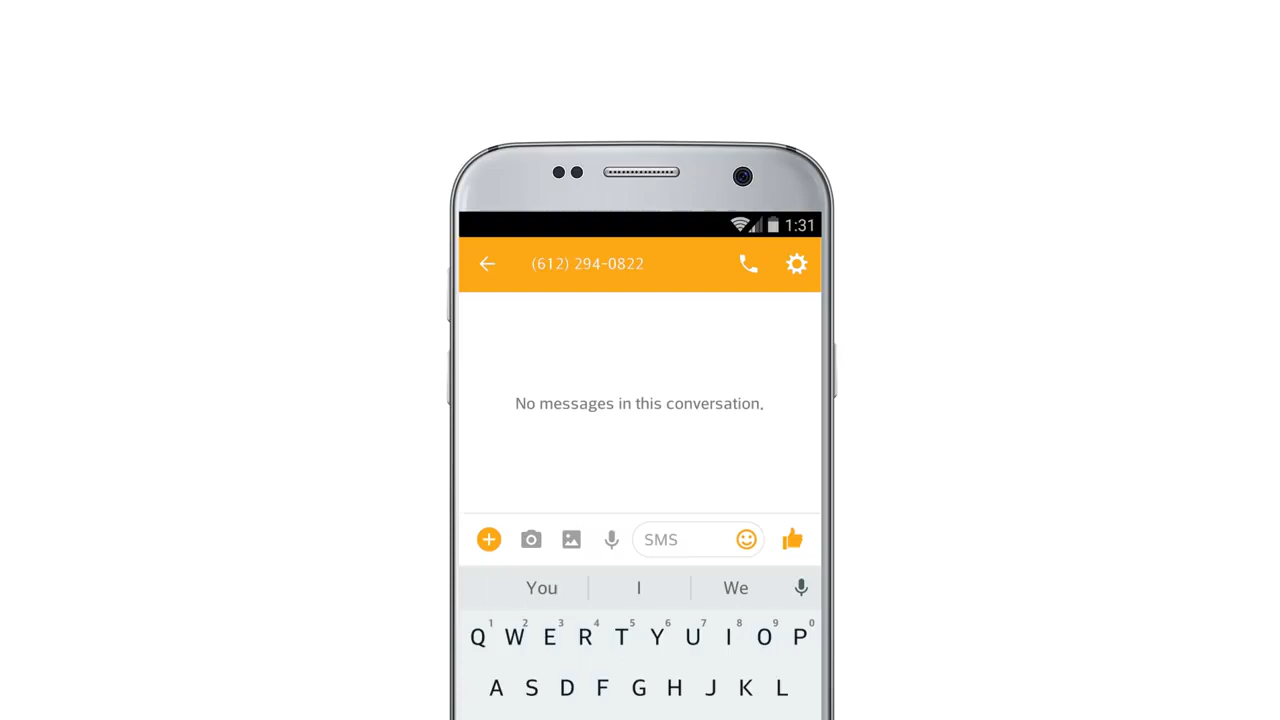 1:31
(612) 294-0822
No messages in this conversation.
SMS
You I We
1 2 3 4 5 6 7 8 9 0
Q W E R T Y U I O P
A S D F G H J K L